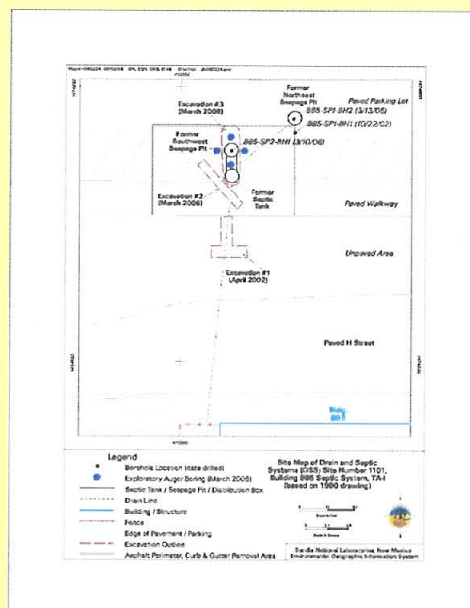 Former
Northeast
Seepage Pit
Paved Parking Lot
Excavation #3
(March 2006)
885-SP1-BH2 (3/13/06)
885-SP1-BH1 (10/22/02)
Former
Southwest
Seepage Pit
885-SP2-BH1 (3/10/06)
Excavation #2
(March 2006)
Former
Septic
Tank
Paved Walkway
Unpaved Area
Excavation #1
(April 2002)
Paved H Street
Bldg.
Legend
Borehole Location (date drilled)
Exploratory Auger Boring (March 2006)
Septic Tank / Seepage Pit / Distribution Box
Drain Line
Building / Structure
Fence
Edge of Pavement / Parking
Excavation Outline
Asphalt Perimeter, Curb & Gutter Removal Area
Site Map of Drain and Septic
Systems (DSS) Site Number 1101,
Building 885 Septic System, TA-I
(based on 1990 drawing)
Sandia National Laboratories, New Mexico
Environmental Geographic Information System